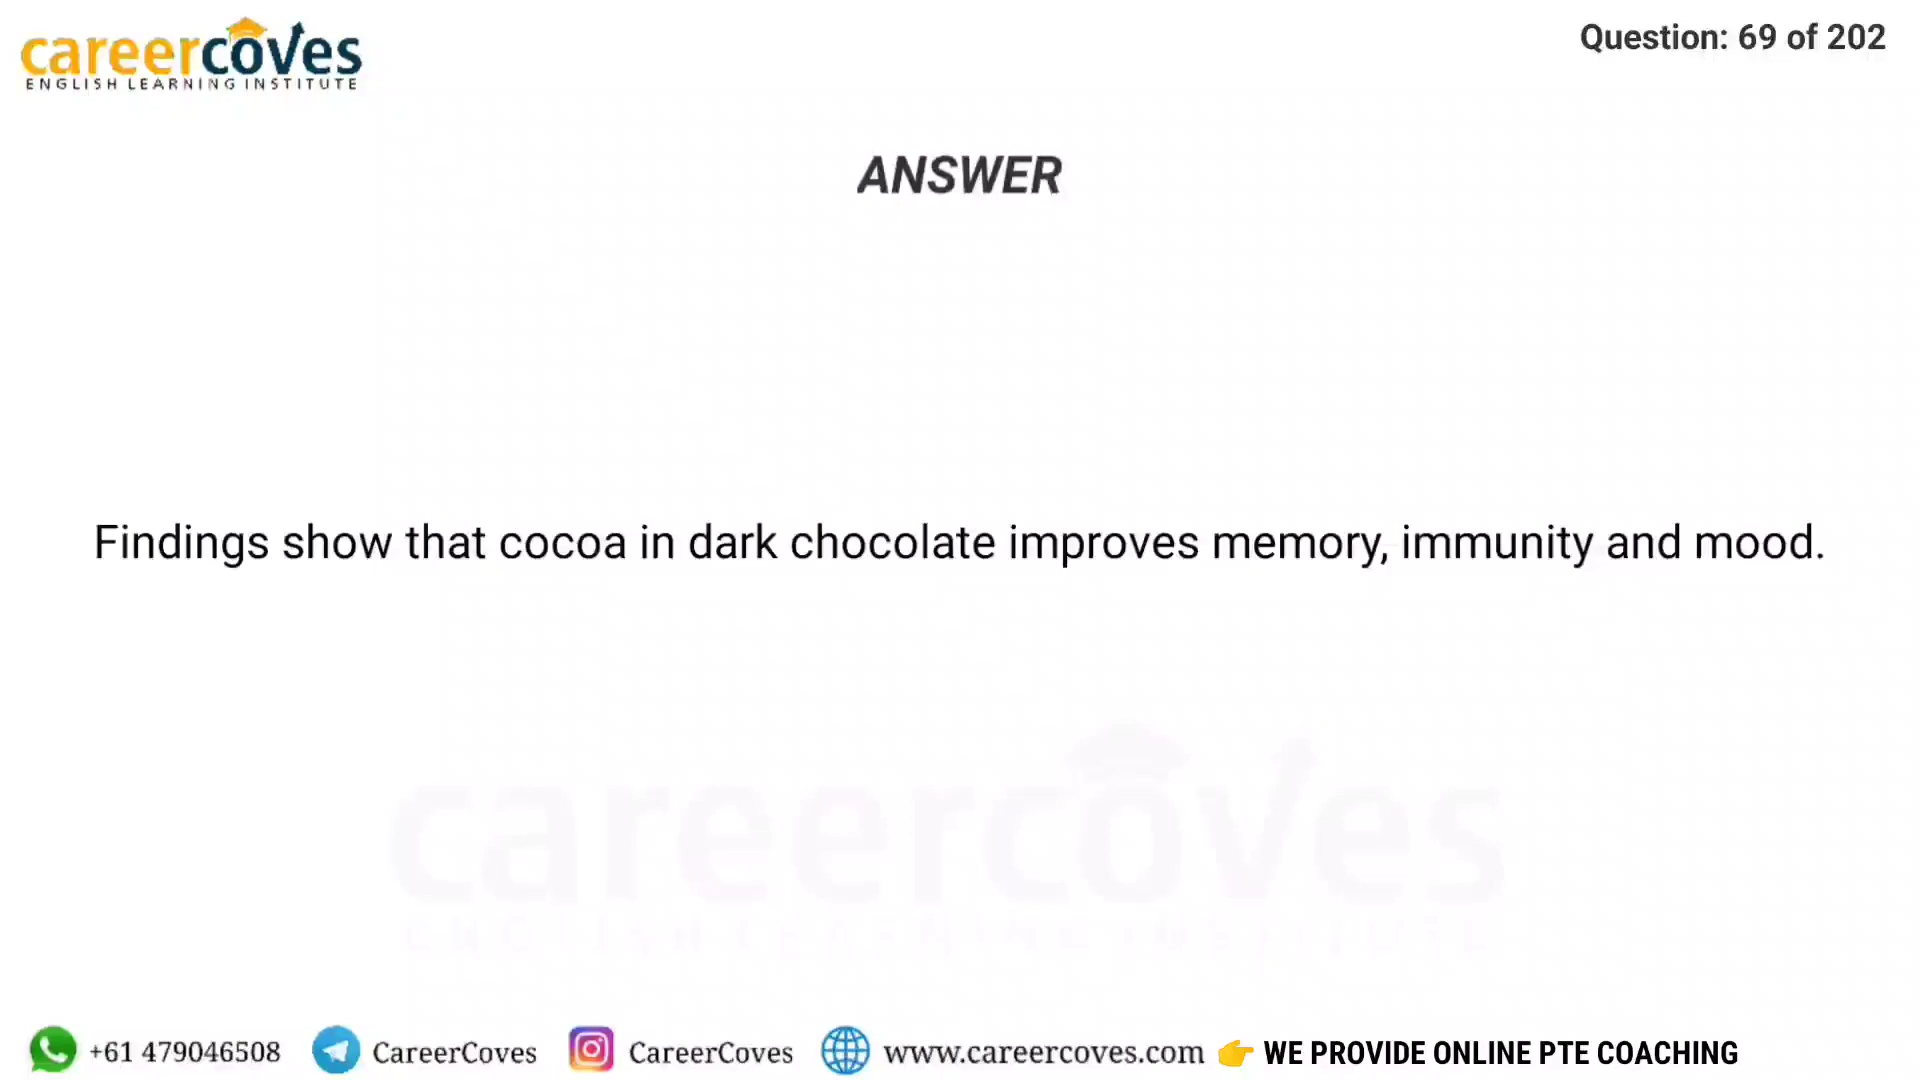 careercoves
ENGLISH LEARNING INSTITUTE
Question: 69 of 202
ANSWER
Findings show that cocoa in dark chocolate improves memory, immunity and mood.
careercoves
+61 479046508 CareerCoves CareerCoves www.careercoves.com 👉 WE PROVIDE ONLINE PTE COACHING